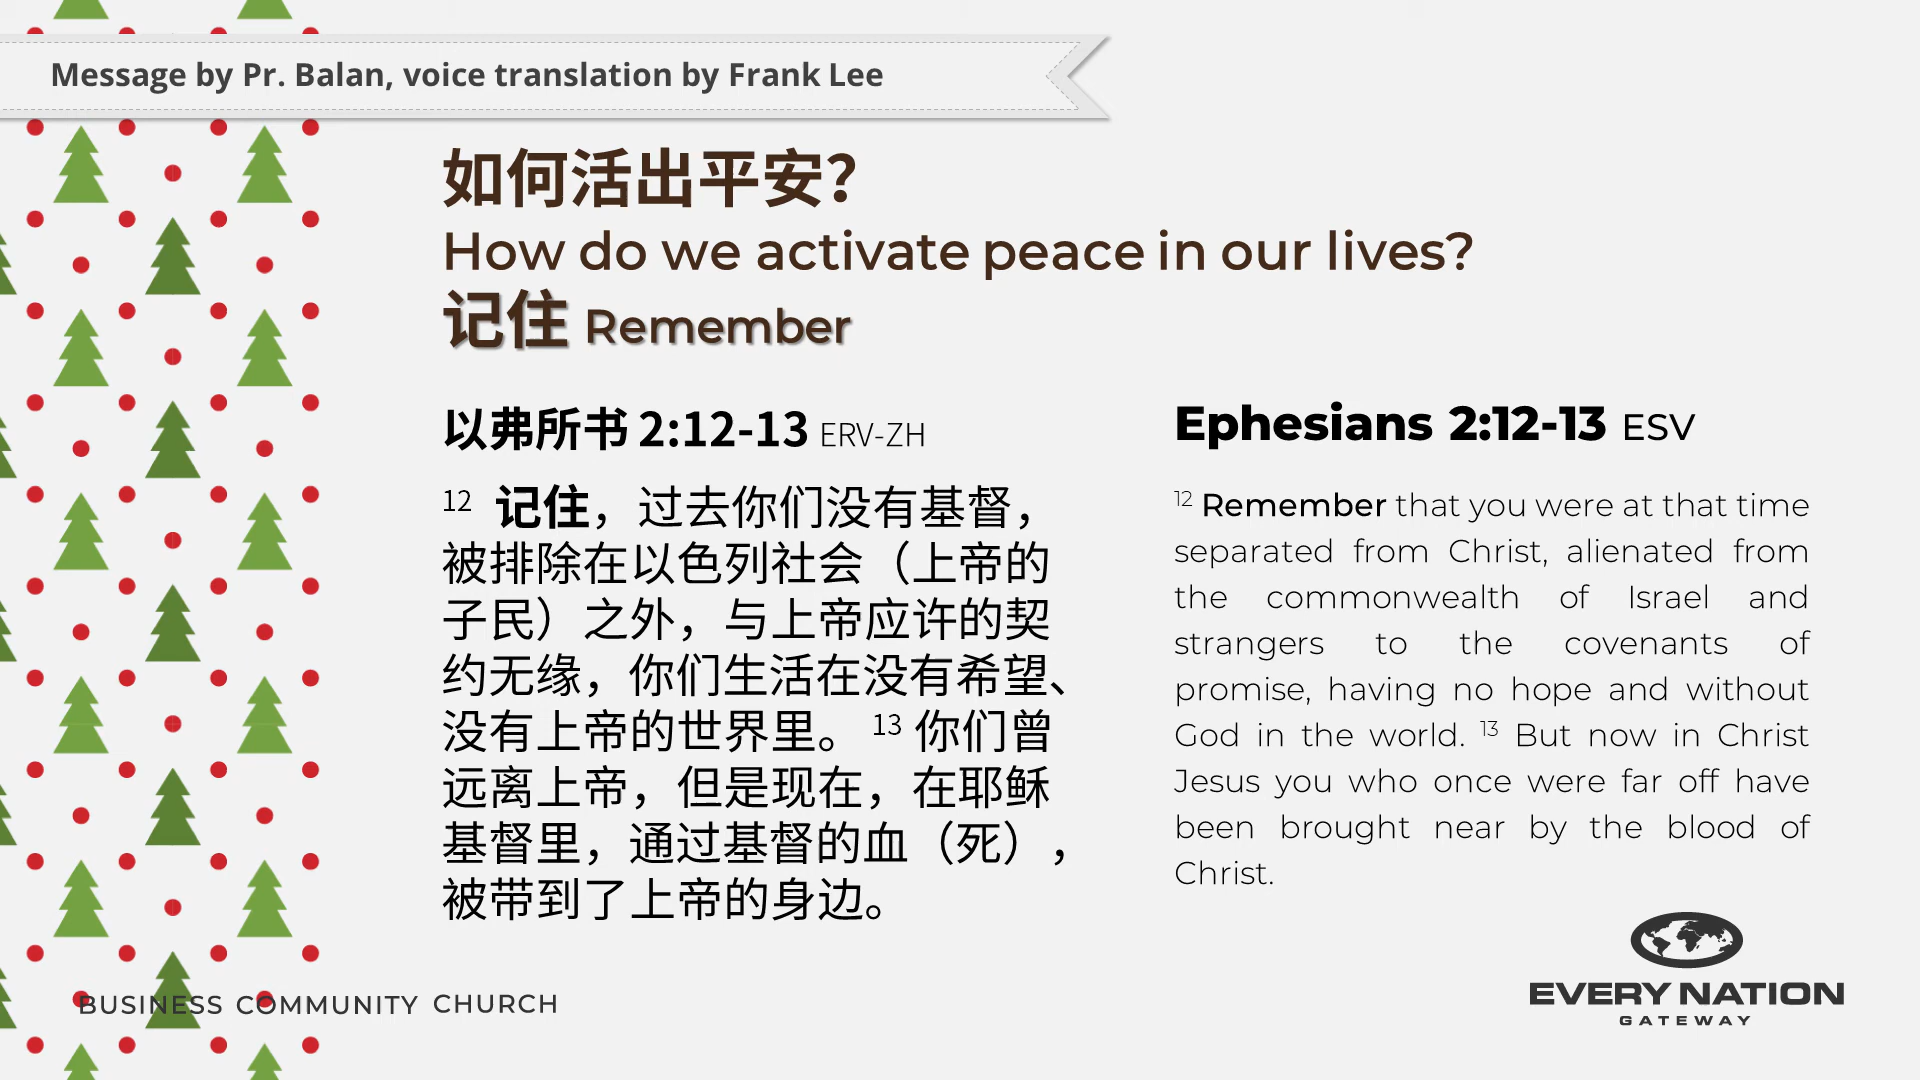 Message by Pr. Balan, voice translation by Frank Lee
如何活出平安？
How do we activate peace in our lives?
记住 Remember
以弗所书 2:12-13 ERV-ZH
12 记住，过去你们没有基督，
被排除在以色列社会（上帝的
子民）之外，与上帝应许的契
约无缘，你们生活在没有希望、
没有上帝的世界里。 13 你们曾
远离上帝，但是现在，在耶稣
基督里，通过基督的血（死），
被带到了上帝的身边。
Ephesians 2:12-13 ESV
12 Remember that you were at that time
separated from Christ, alienated from
the commonwealth of Israel and
strangers to the covenants of
promise, having no hope and without
God in the world. 13 But now in Christ
Jesus you who once were far off have
been brought near by the blood of
Christ.
BUSINESS COMMUNITY CHURCH
EVERY NATION
GATEWAY